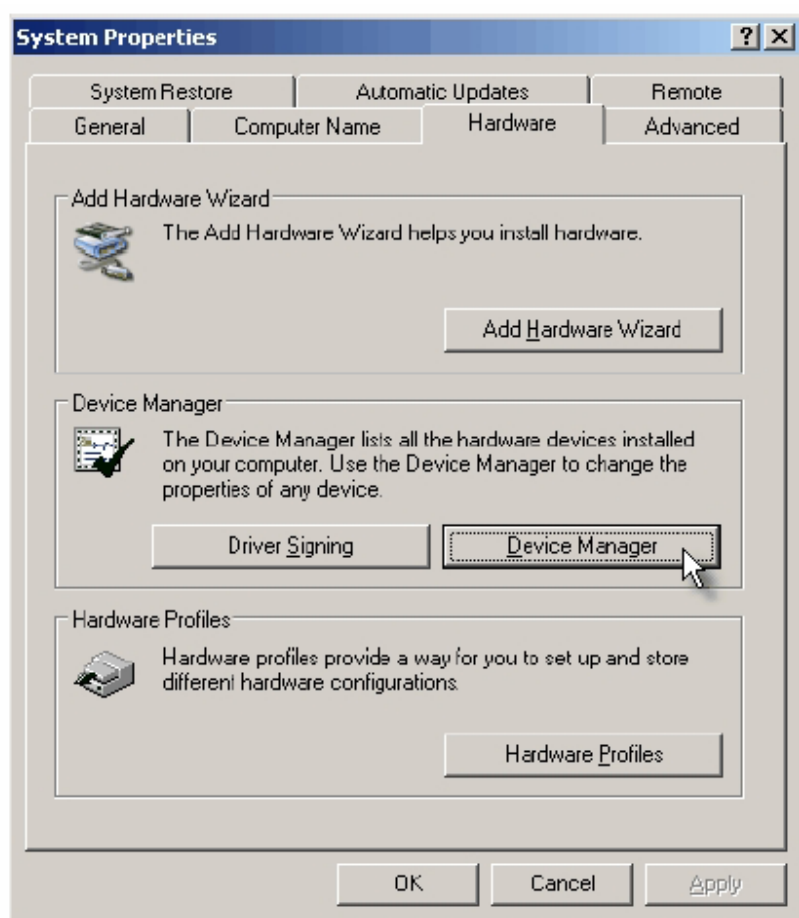 System Properties
System Restore
Automatic Updates
Remote
General
Computer Name
Hardware
Advanced
Add Hardware Wizard
The Add Hardware Wizard helps you install hardware.
Add Hardware Wizard
Device Manager
The Device Manager lists all the hardware devices installed
on your computer. Use the Device Manager to change the
properties of any device.
Driver Signing
Device Manager
Hardware Profiles
Hardware profiles provide a way for you to set up and store
different hardware configurations.
Hardware Profiles
OK
Cancel
Apply